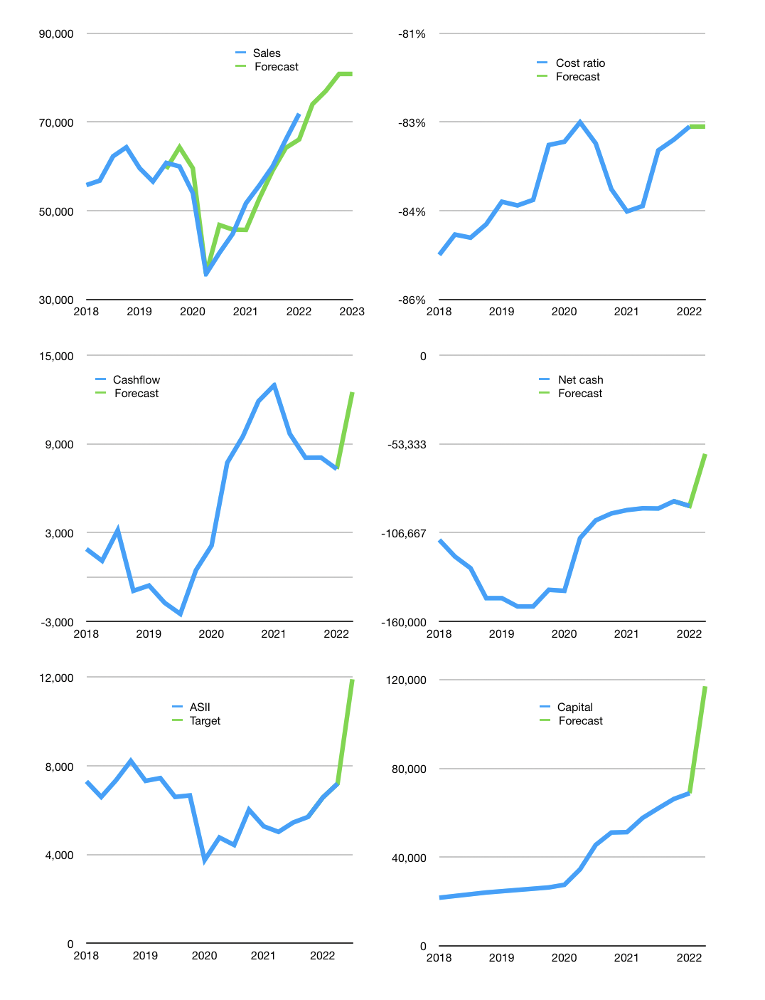 90,000
Sales
Forecast
70,000
50,000
30,000
2018 2019 2020 2021 2022 2023
-81%
Cost ratio
Forecast
-83%
-84%
-86%
2018 2019 2020 2021 2022
15,000
Cashflow
Forecast
9,000
3,000
-3,000
2018 2019 2020 2021 2022
0
Net cash
Forecast
-53,333
-106,667
-160,000
2018 2019 2020 2021 2022
12,000
ASII
Target
8,000
4,000
0
2018 2019 2020 2021 2022
120,000
Capital
Forecast
80,000
40,000
0
2018 2019 2020 2021 2022